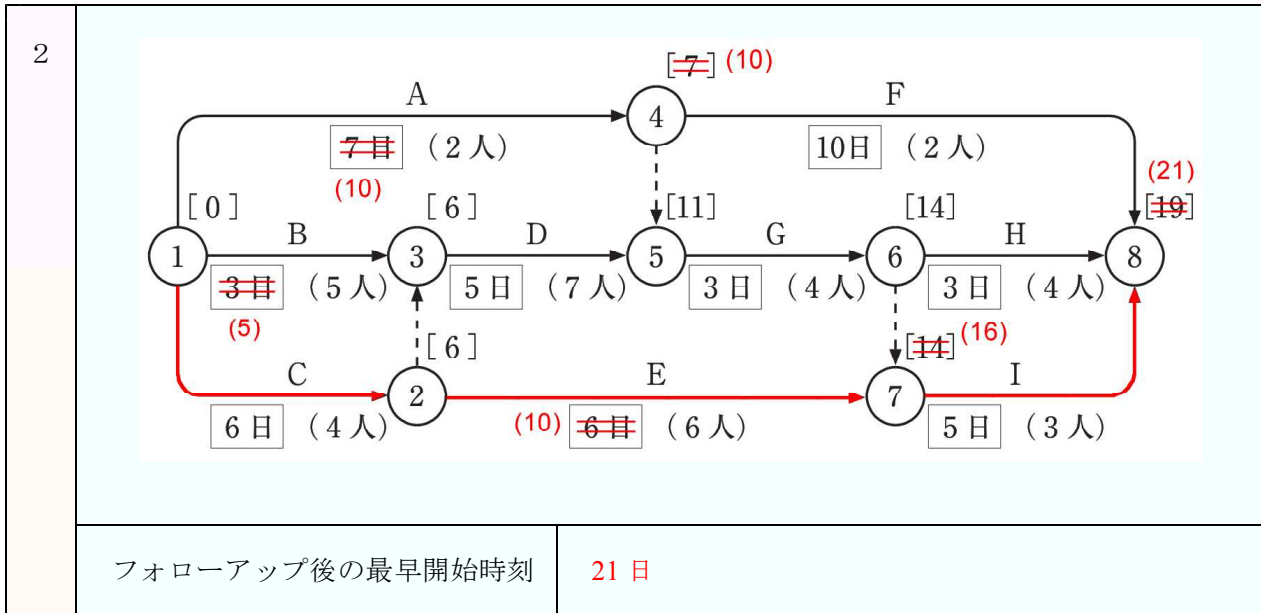 2
[7] (10)
A
F
4
7日 (2人)
10日 (2人)
(10)
(21)
[0]
[6]
[11]
[14]
[19]
B
D
G
H
1
3
5
6
8
3日 (5人)
5日 (7人)
3日 (4人)
3日 (4人)
(5)
[6]
[14] (16)
C
E
I
2
7
6日 (4人)
(10) 6日 (6人)
5日 (3人)
フォローアップ後の最早開始時刻
21 日